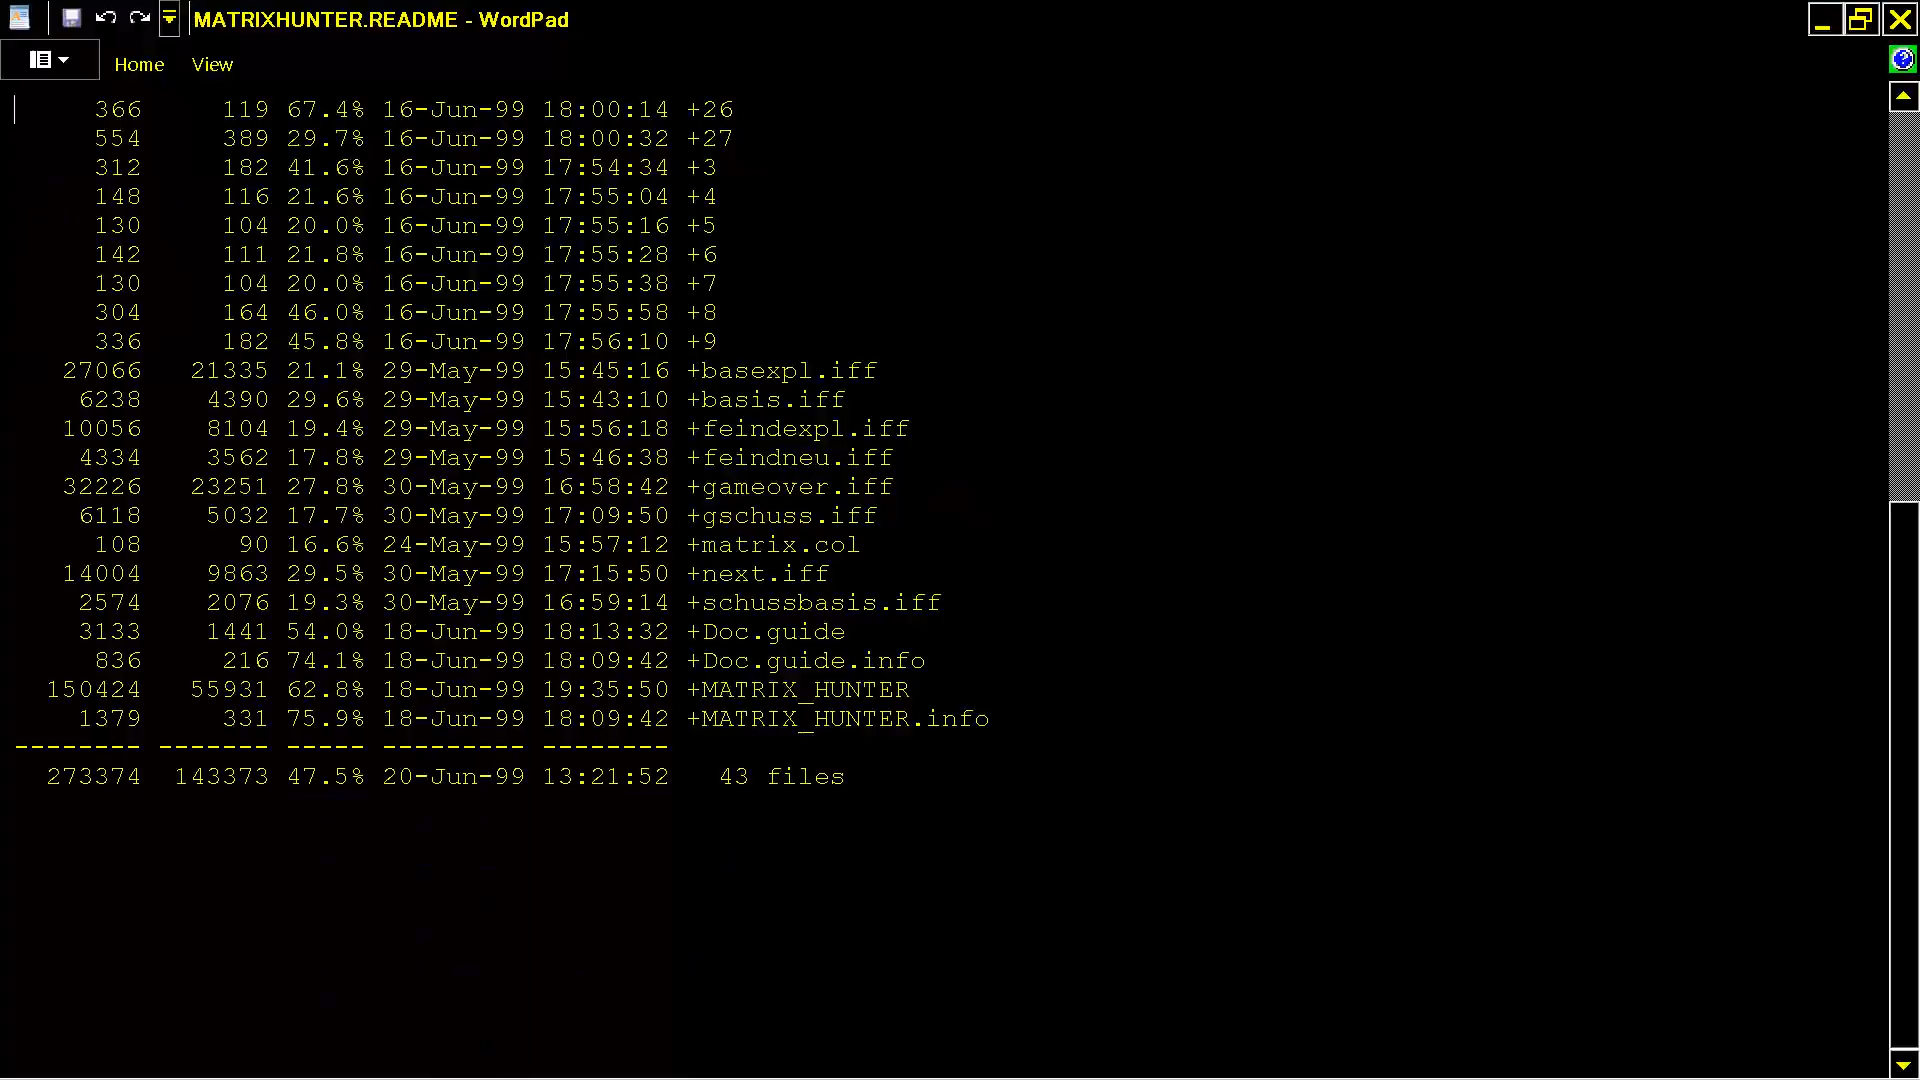 MATRIXHUNTER.README - WordPad
Home View
366 119 67.4% 16-Jun-99 18:00:14 +26
554 389 29.7% 16-Jun-99 18:00:32 +27
312 182 41.6% 16-Jun-99 17:54:34 +3
148 116 21.6% 16-Jun-99 17:55:04 +4
130 104 20.0% 16-Jun-99 17:55:16 +5
142 111 21.8% 16-Jun-99 17:55:28 +6
130 104 20.0% 16-Jun-99 17:55:38 +7
304 164 46.0% 16-Jun-99 17:55:58 +8
336 182 45.8% 16-Jun-99 17:56:10 +9
27066 21335 21.1% 29-May-99 15:45:16 +basexpl.iff
6238 4390 29.6% 29-May-99 15:43:10 +basis.iff
10056 8104 19.4% 29-May-99 15:56:18 +feindexpl.iff
4334 3562 17.8% 29-May-99 15:46:38 +feindneu.iff
32226 23251 27.8% 30-May-99 16:58:42 +gameover.iff
6118 5032 17.7% 30-May-99 17:09:50 +gschuss.iff
108 90 16.6% 24-May-99 15:57:12 +matrix.col
14004 9863 29.5% 30-May-99 17:15:50 +next.iff
2574 2076 19.3% 30-May-99 16:59:14 +schussbasis.iff
3133 1441 54.0% 18-Jun-99 18:13:32 +Doc.guide
836 216 74.1% 18-Jun-99 18:09:42 +Doc.guide.info
150424 55931 62.8% 18-Jun-99 19:35:50 +MATRIX_HUNTER
1379 331 75.9% 18-Jun-99 18:09:42 +MATRIX_HUNTER.info
-------- ------- ----- --------- --------
273374 143373 47.5% 20-Jun-99 13:21:52 43 files